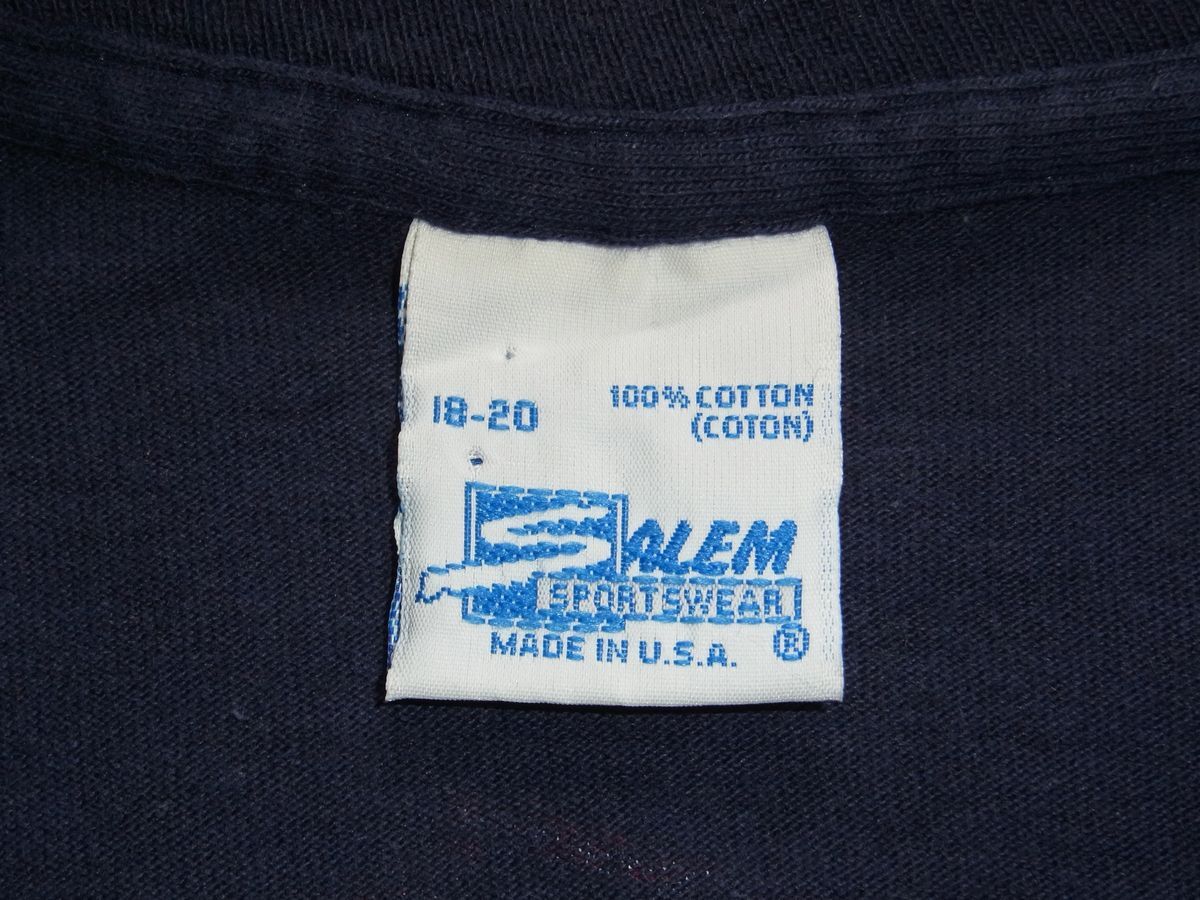 18-20
100% COTTON
(COTON)
SALEM
SPORTSWEAR
MADE IN U.S.A. ®